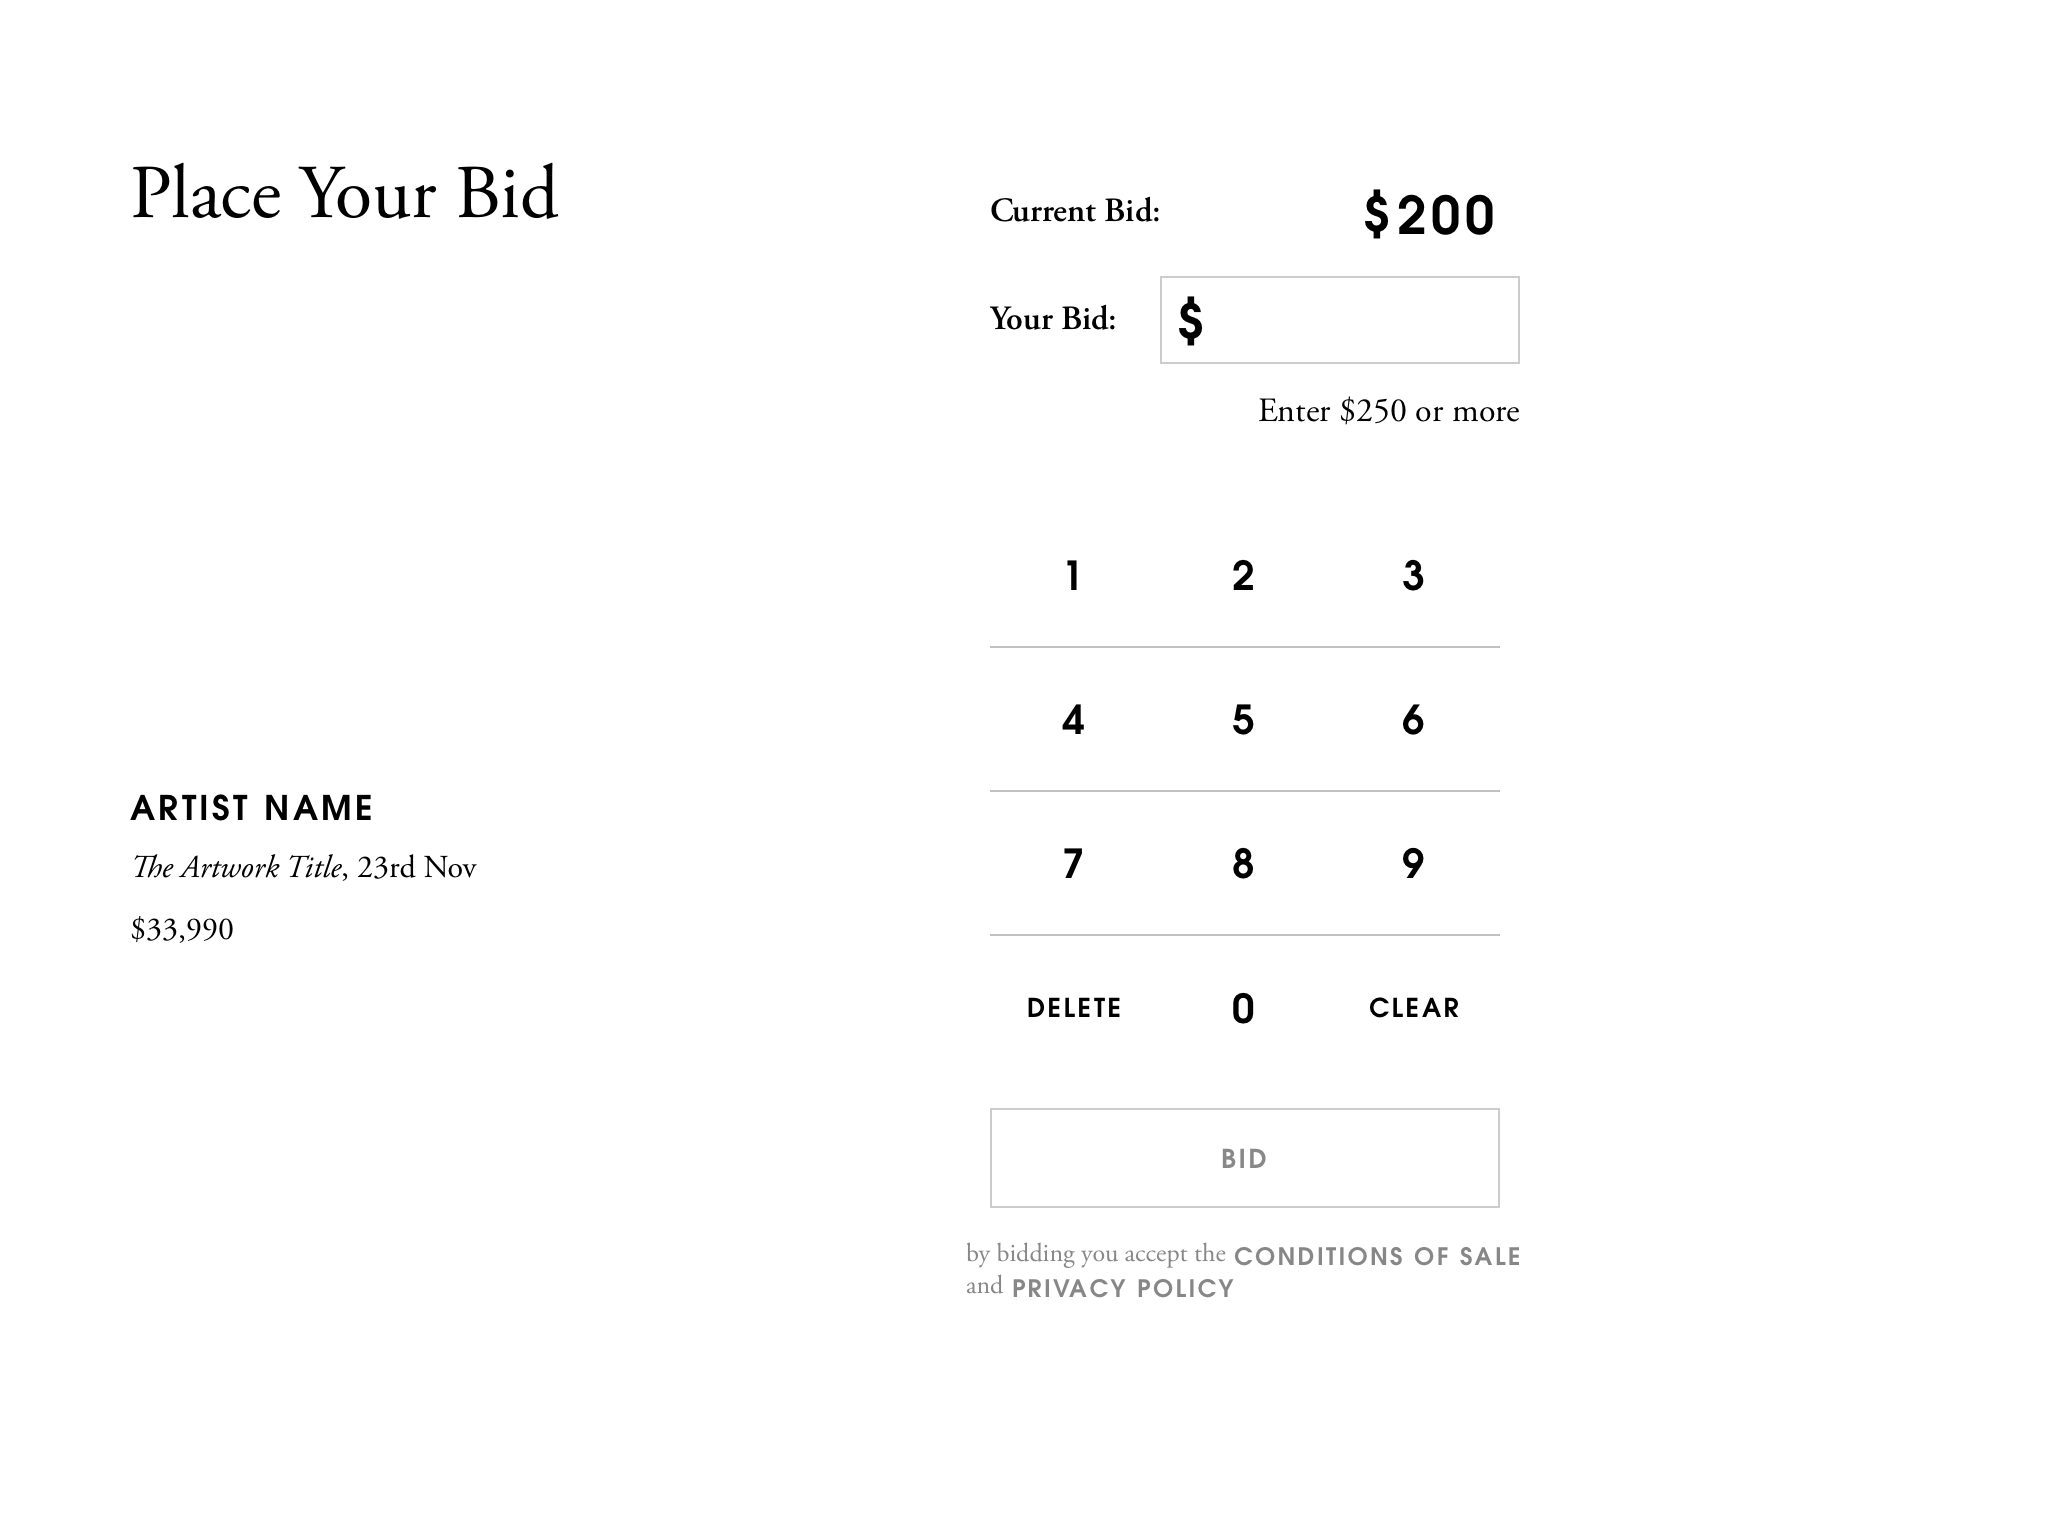 Place Your Bid
Current Bid: $200
Your Bid: $
Enter $250 or more
1 2 3
4 5 6
7 8 9
DELETE 0 CLEAR
ARTIST NAME
The Artwork Title, 23rd Nov
$33,990
BID
by bidding you accept the CONDITIONS OF SALE
and PRIVACY POLICY